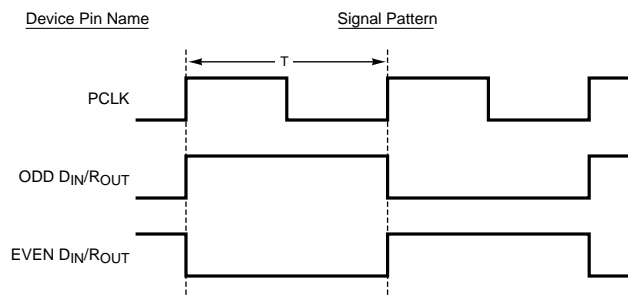 Device Pin Name Signal Pattern
T
PCLK
ODD DIN/ROUT
EVEN DIN/ROUT